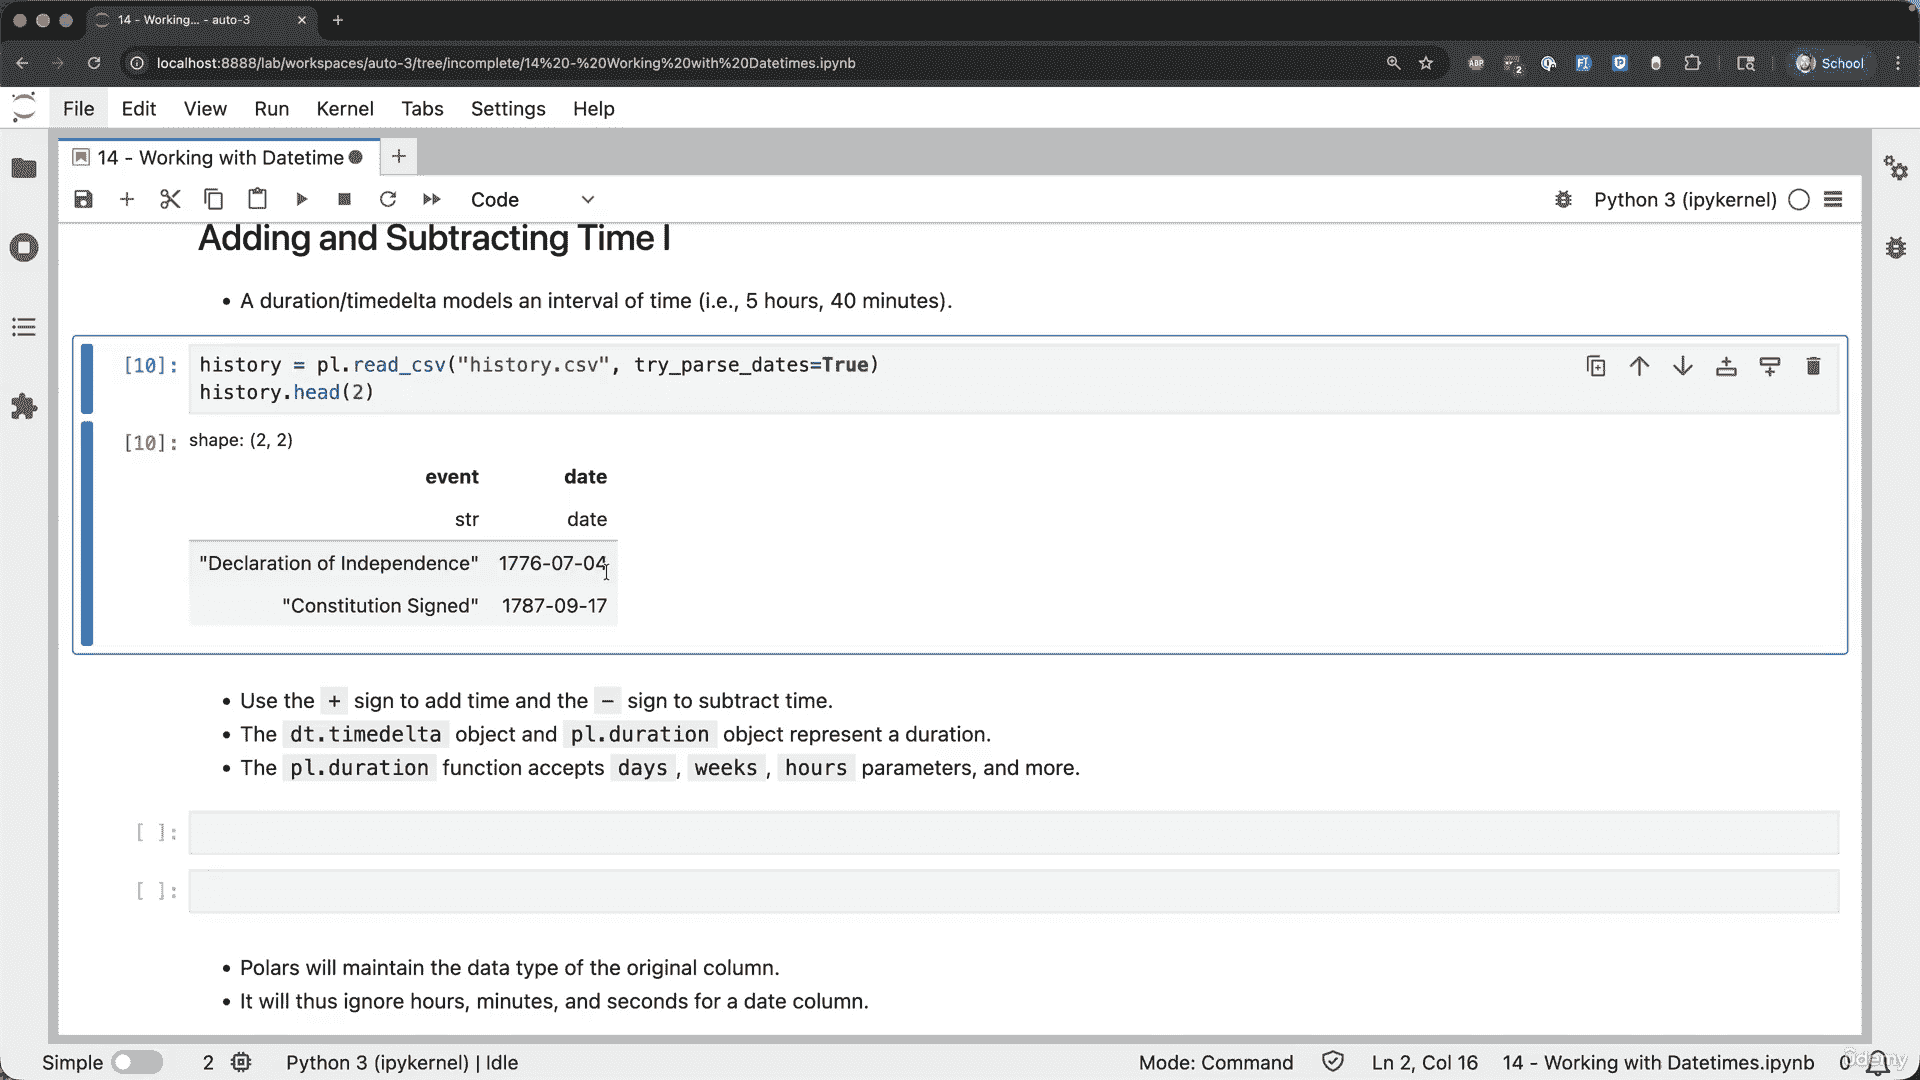 14 - Working... - auto-3
localhost:8888/lab/workspaces/auto-3/tree/incomplete/14%20-%20Working%20with%20Datetimes.ipynb
ABP
2
School
File Edit View Run Kernel Tabs Settings Help
14 - Working with Datetime
Code
Python 3 (ipykernel)
Adding and Subtracting Time I
• A duration/timedelta models an interval of time (i.e., 5 hours, 40 minutes).
[10]: history = pl.read_csv("history.csv", try_parse_dates=True)
history.head(2)
[10]: shape: (2, 2)
event date
str date
"Declaration of Independence" 1776-07-04
"Constitution Signed" 1787-09-17
• Use the + sign to add time and the - sign to subtract time.
• The dt.timedelta object and pl.duration object represent a duration.
• The pl.duration function accepts days, weeks, hours parameters, and more.
[ ]:
[ ]:
• Polars will maintain the data type of the original column.
• It will thus ignore hours, minutes, and seconds for a date column.
Simple 2 Python 3 (ipykernel) | Idle Mode: Command Ln 2, Col 16 14 - Working with Datetimes.ipynb 0
Udemy